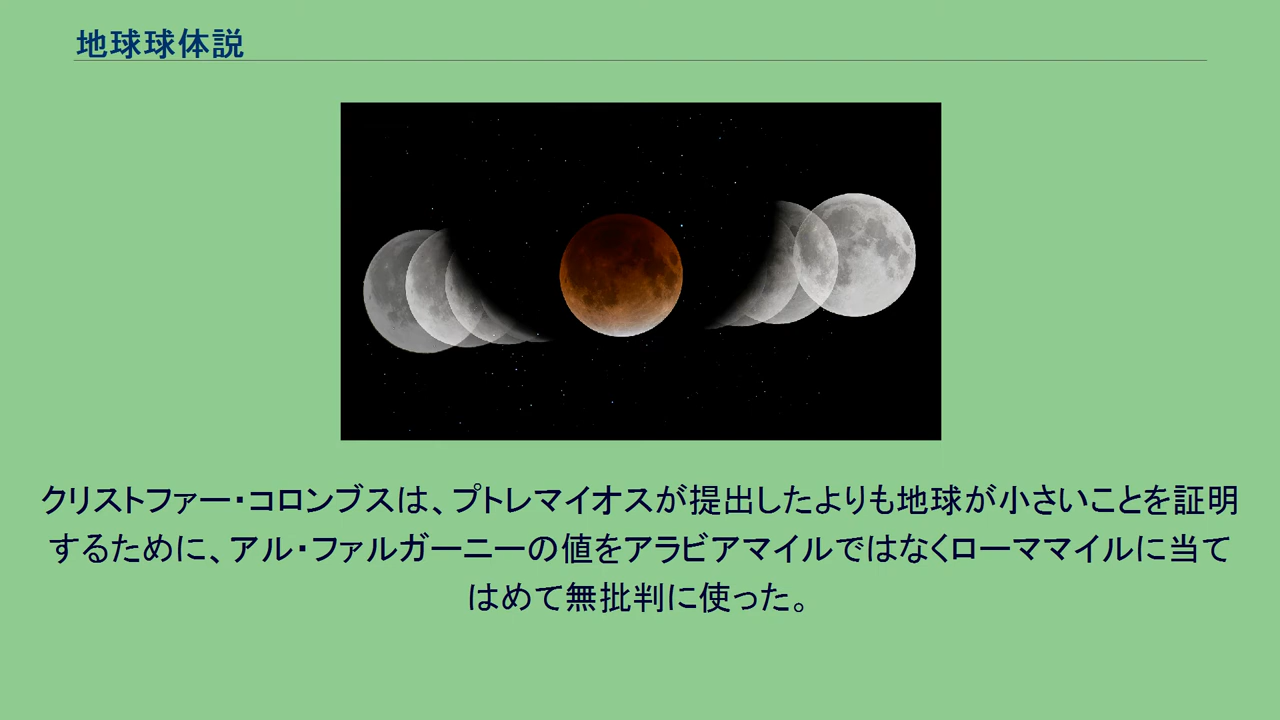 地球球体説
クリストファー・コロンブスは、プトレマイオスが提出したよりも地球が小さいことを証明
するために、アル・ファルガーニーの値をアラビアマイルではなくローママイルに当て
はめて無批判に使った。